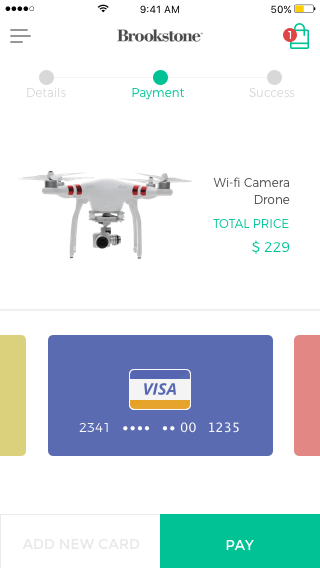 9:41 AM
50%
Brookstone
1
Details
Payment
Success
Wi-fi Camera
Drone
TOTAL PRICE
$ 229
VISA
2341 •••• ••00 1235
ADD NEW CARD
PAY